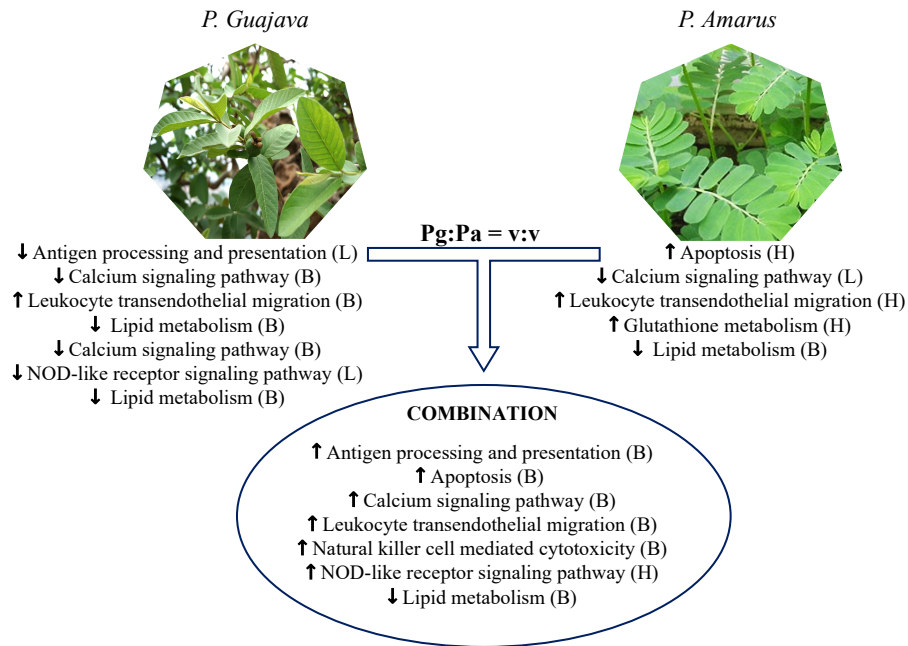 P. Guajava
P. Amarus
Pg:Pa = v:v
↓ Antigen processing and presentation (L)
↓ Calcium signaling pathway (B)
↑ Leukocyte transendothelial migration (B)
↓ Lipid metabolism (B)
↓ Calcium signaling pathway (B)
↓ NOD-like receptor signaling pathway (L)
↓ Lipid metabolism (B)
↑ Apoptosis (H)
↓ Calcium signaling pathway (L)
↑ Leukocyte transendothelial migration (H)
↑ Glutathione metabolism (H)
↓ Lipid metabolism (B)
COMBINATION
↑ Antigen processing and presentation (B)
↑ Apoptosis (B)
↑ Calcium signaling pathway (B)
↑ Leukocyte transendothelial migration (B)
↑ Natural killer cell mediated cytotoxicity (B)
↑ NOD-like receptor signaling pathway (H)
↓ Lipid metabolism (B)